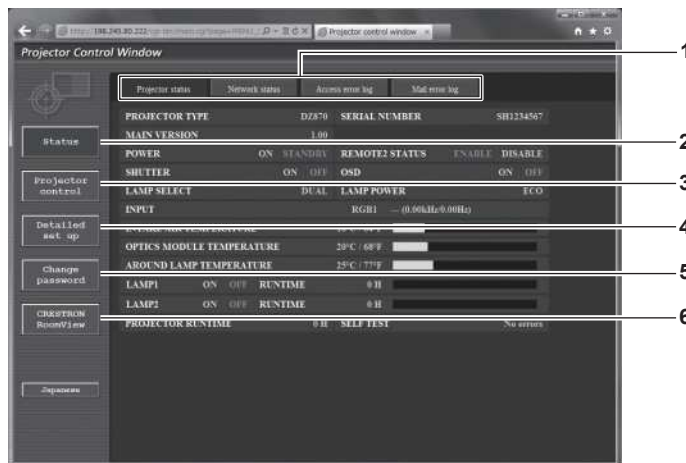 Projector control window
Projector Control Window
1
Projector status Network status Access error log Mail error log
PROJECTOR TYPE DZ870 SERIAL NUMBER SH1234567
MAIN VERSION 1.00
Status
2
POWER ON STANDBY REMOTE2 STATUS ENABLE DISABLE
SHUTTER ON OFF OSD ON OFF
Projector control
3
LAMP SELECT DUAL LAMP POWER ECO
INPUT RGB1 --- (0.00kHz/0.00Hz)
Detailed set up
4
OPTICS MODULE TEMPERATURE 20°C / 68°F
AROUND LAMP TEMPERATURE 25°C / 77°F
Change password
5
LAMP1 ON OFF RUNTIME 0 H
LAMP2 ON OFF RUNTIME 0 H
CRESTRON RoomView
6
PROJECTOR RUNTIME 0 H SELF TEST No errors
Japanese